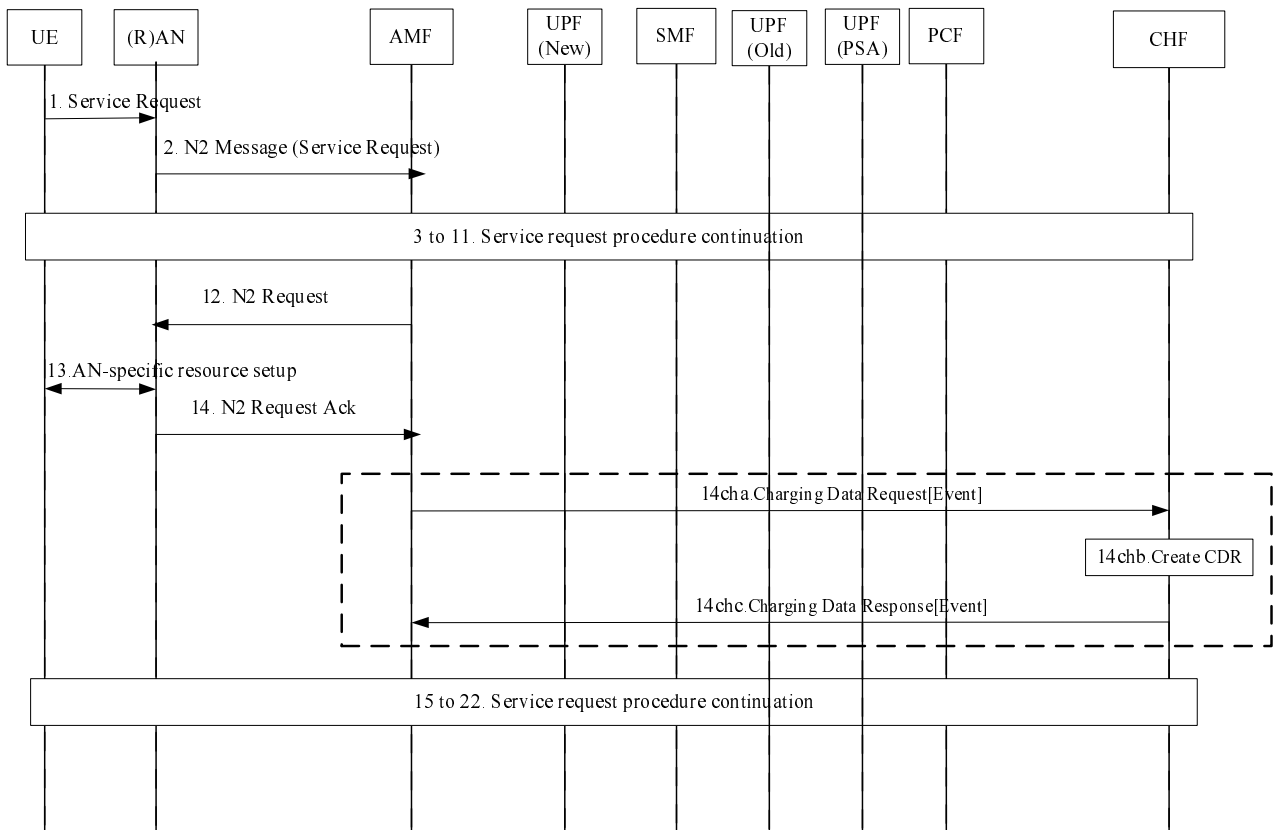 UE
(R)AN
AMF
UPF
(New)
SMF
UPF
(Old)
UPF
(PSA)
PCF
CHF
1. Service Request
2. N2 Message (Service Request)
3 to 11. Service request procedure continuation
12. N2 Request
13.AN-specific resource setup
14. N2 Request Ack
14cha.Charging Data Request[Event]
14chb.Create CDR
14chc.Charging Data Response[Event]
15 to 22. Service request procedure continuation